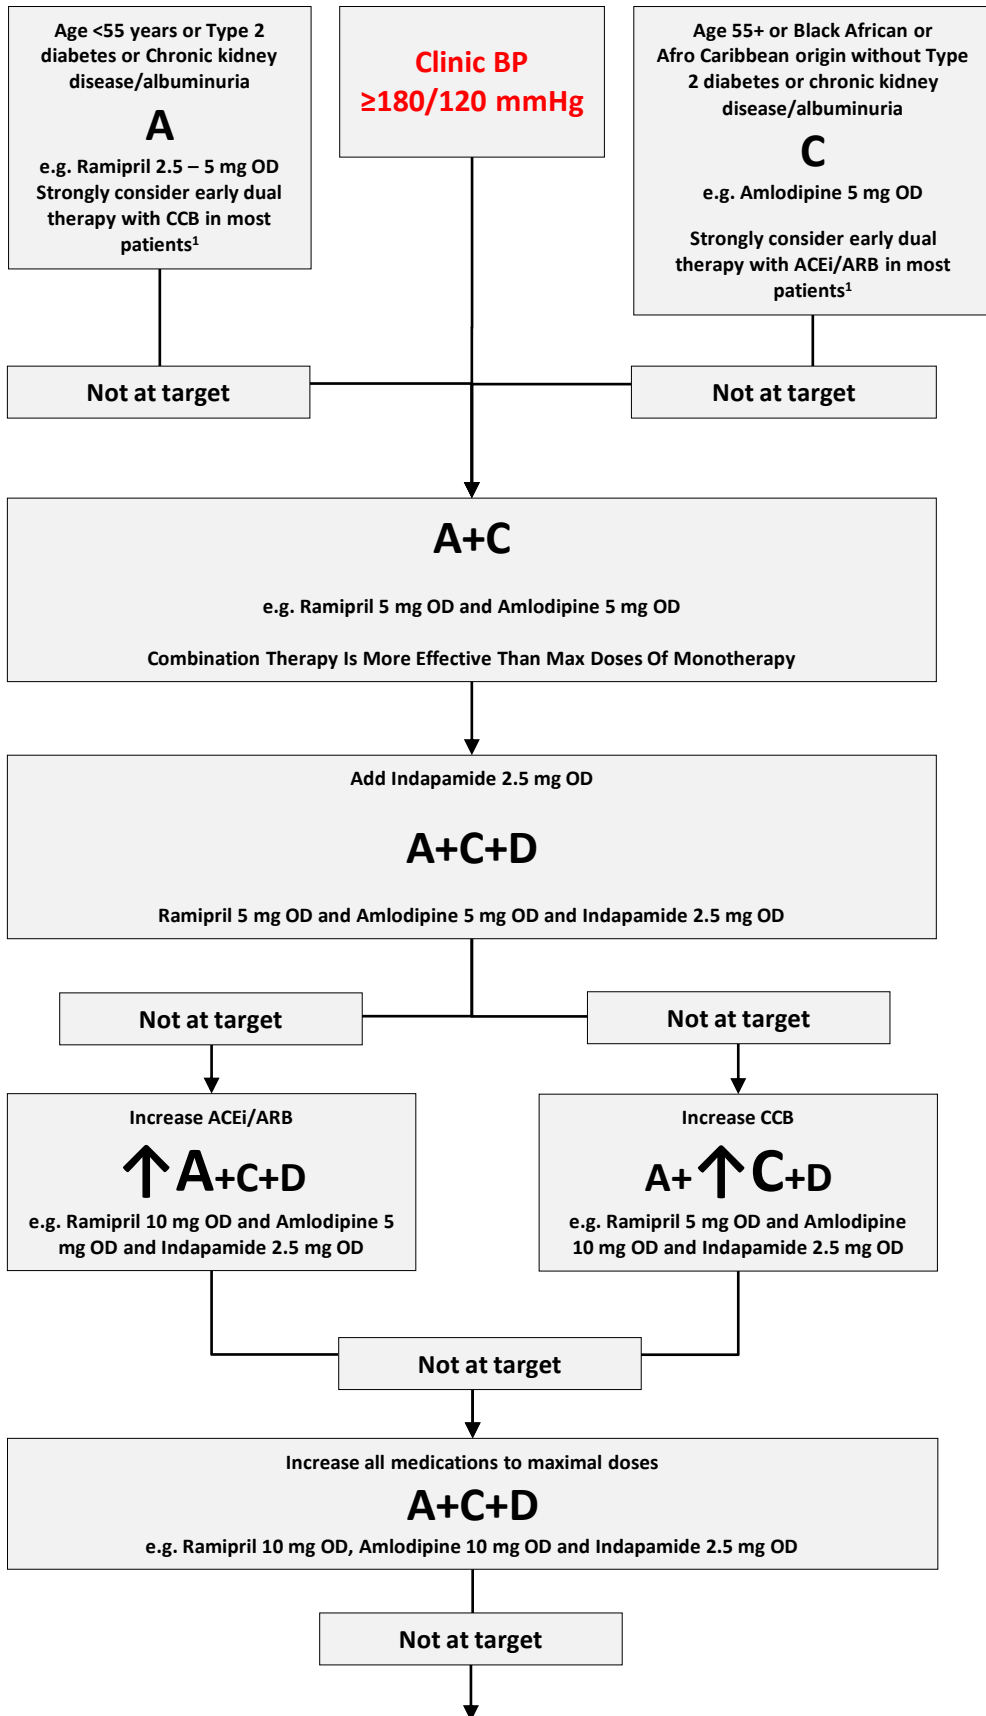 Age <55 years or Type 2
diabetes or Chronic kidney
disease/albuminuria
A
e.g. Ramipril 2.5 – 5 mg OD
Strongly consider early dual
therapy with CCB in most
patients¹
Clinic BP
≥180/120 mmHg
Age 55+ or Black African or
Afro Caribbean origin without Type
2 diabetes or chronic kidney
disease/albuminuria
C
e.g. Amlodipine 5 mg OD
Strongly consider early dual
therapy with ACEi/ARB in most
patients¹
Not at target
Not at target
A+C
e.g. Ramipril 5 mg OD and Amlodipine 5 mg OD
Combination Therapy Is More Effective Than Max Doses Of Monotherapy
Add Indapamide 2.5 mg OD
A+C+D
Ramipril 5 mg OD and Amlodipine 5 mg OD and Indapamide 2.5 mg OD
Not at target
Not at target
Increase ACEi/ARB
↑A+C+D
e.g. Ramipril 10 mg OD and Amlodipine 5
mg OD and Indapamide 2.5 mg OD
Increase CCB
A+↑C+D
e.g. Ramipril 5 mg OD and Amlodipine
10 mg OD and Indapamide 2.5 mg OD
Not at target
Increase all medications to maximal doses
A+C+D
e.g. Ramipril 10 mg OD, Amlodipine 10 mg OD and Indapamide 2.5 mg OD
Not at target